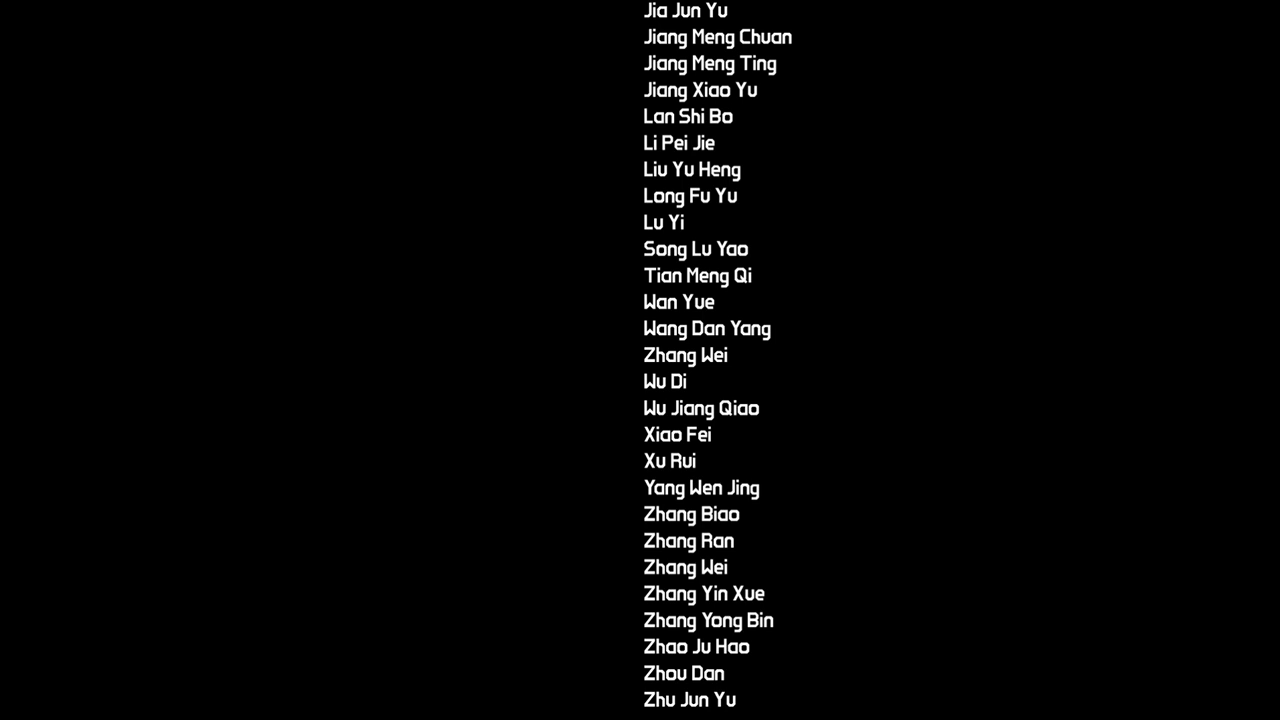 Jia Jun Yu
Jiang Meng Chuan
Jiang Meng Ting
Jiang Xiao Yu
Lan Shi Bo
Li Pei Jie
Liu Yu Heng
Long Fu Yu
Lu Yi
Song Lu Yao
Tian Meng Qi
Wan Yue
Wang Dan Yang
Zhang Wei
Wu Di
Wu Jiang Qiao
Xiao Fei
Xu Rui
Yang Wen Jing
Zhang Biao
Zhang Ran
Zhang Wei
Zhang Yin Xue
Zhang Yong Bin
Zhao Ju Hao
Zhou Dan
Zhu Jun Yu